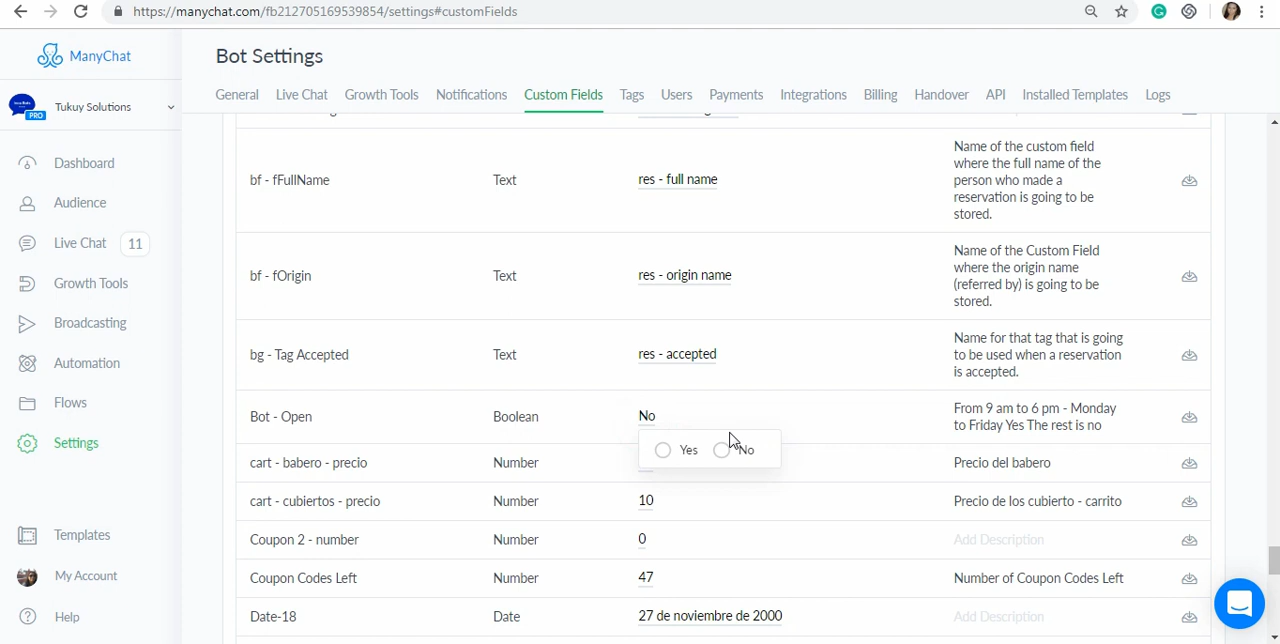 https://manychat.com/fb212705169539854/settings#customFields
ManyChat
Bot Settings
PRO
Tukuy Solutions
General Live Chat Growth Tools Notifications Custom Fields Tags Users Payments Integrations Billing Handover API Installed Templates Logs
Dashboard
Audience
Live Chat 11
Growth Tools
Broadcasting
Automation
Flows
Settings
Templates
My Account
Help
bf - fFullName Text res - full name
Name of the custom field
where the full name of the
person who made a
reservation is going to be
stored.
bf - fOrigin Text res - origin name
Name of the Custom Field
where the origin name
(referred by) is going to be
stored.
bg - Tag Accepted Text res - accepted
Name for that tag that is going
to be used when a reservation
is accepted.
Bot - Open Boolean No
From 9 am to 6 pm - Monday
to Friday Yes The rest is no
Yes No
cart - babero - precio Number Precio del babero
cart - cubiertos - precio Number 10 Precio de los cubierto - carrito
Coupon 2 - number Number 0 Add Description
Coupon Codes Left Number 47 Number of Coupon Codes Left
Date-18 Date 27 de noviembre de 2000 Add Description